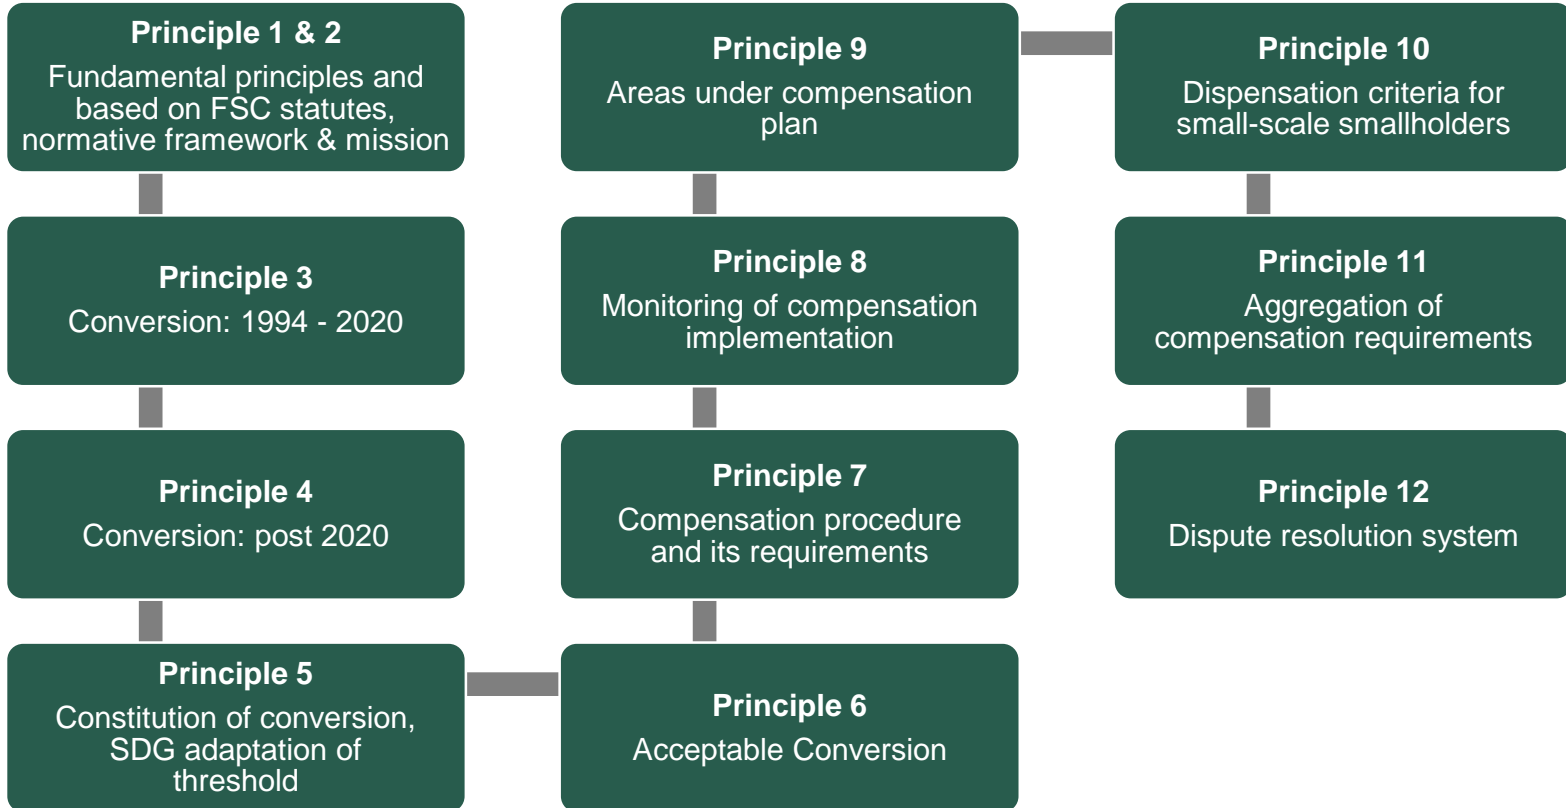 Principle 1 & 2
Fundamental principles and
based on FSC statutes,
normative framework & mission
Principle 3
Conversion: 1994 - 2020
Principle 4
Conversion: post 2020
Principle 5
Constitution of conversion,
SDG adaptation of
threshold
Principle 6
Acceptable Conversion
Principle 7
Compensation procedure
and its requirements
Principle 8
Monitoring of compensation
implementation
Principle 9
Areas under compensation
plan
Principle 10
Dispensation criteria for
small-scale smallholders
Principle 11
Aggregation of
compensation requirements
Principle 12
Dispute resolution system